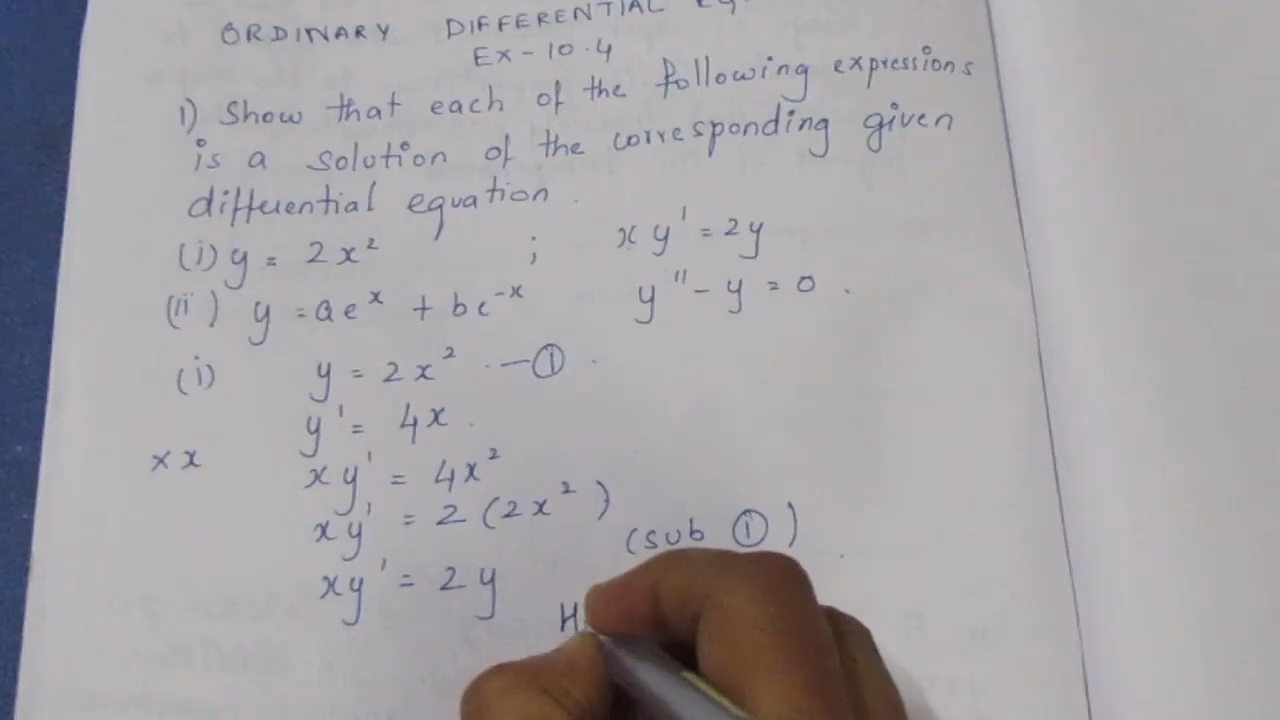 ORDINARY DIFFERENTIAL
Ex - 10.4
1) Show that each of the following expressions
is a solution of the corresponding given
differential equation.
(i) y = 2x² ; xy' = 2y
(ii) y = ae^x + be^-x y'' - y = 0.
(i) y = 2x² - ①.
y' = 4x.
×x xy' = 4x²
xy' = 2(2x²)
(sub ①)
xy' = 2y
H